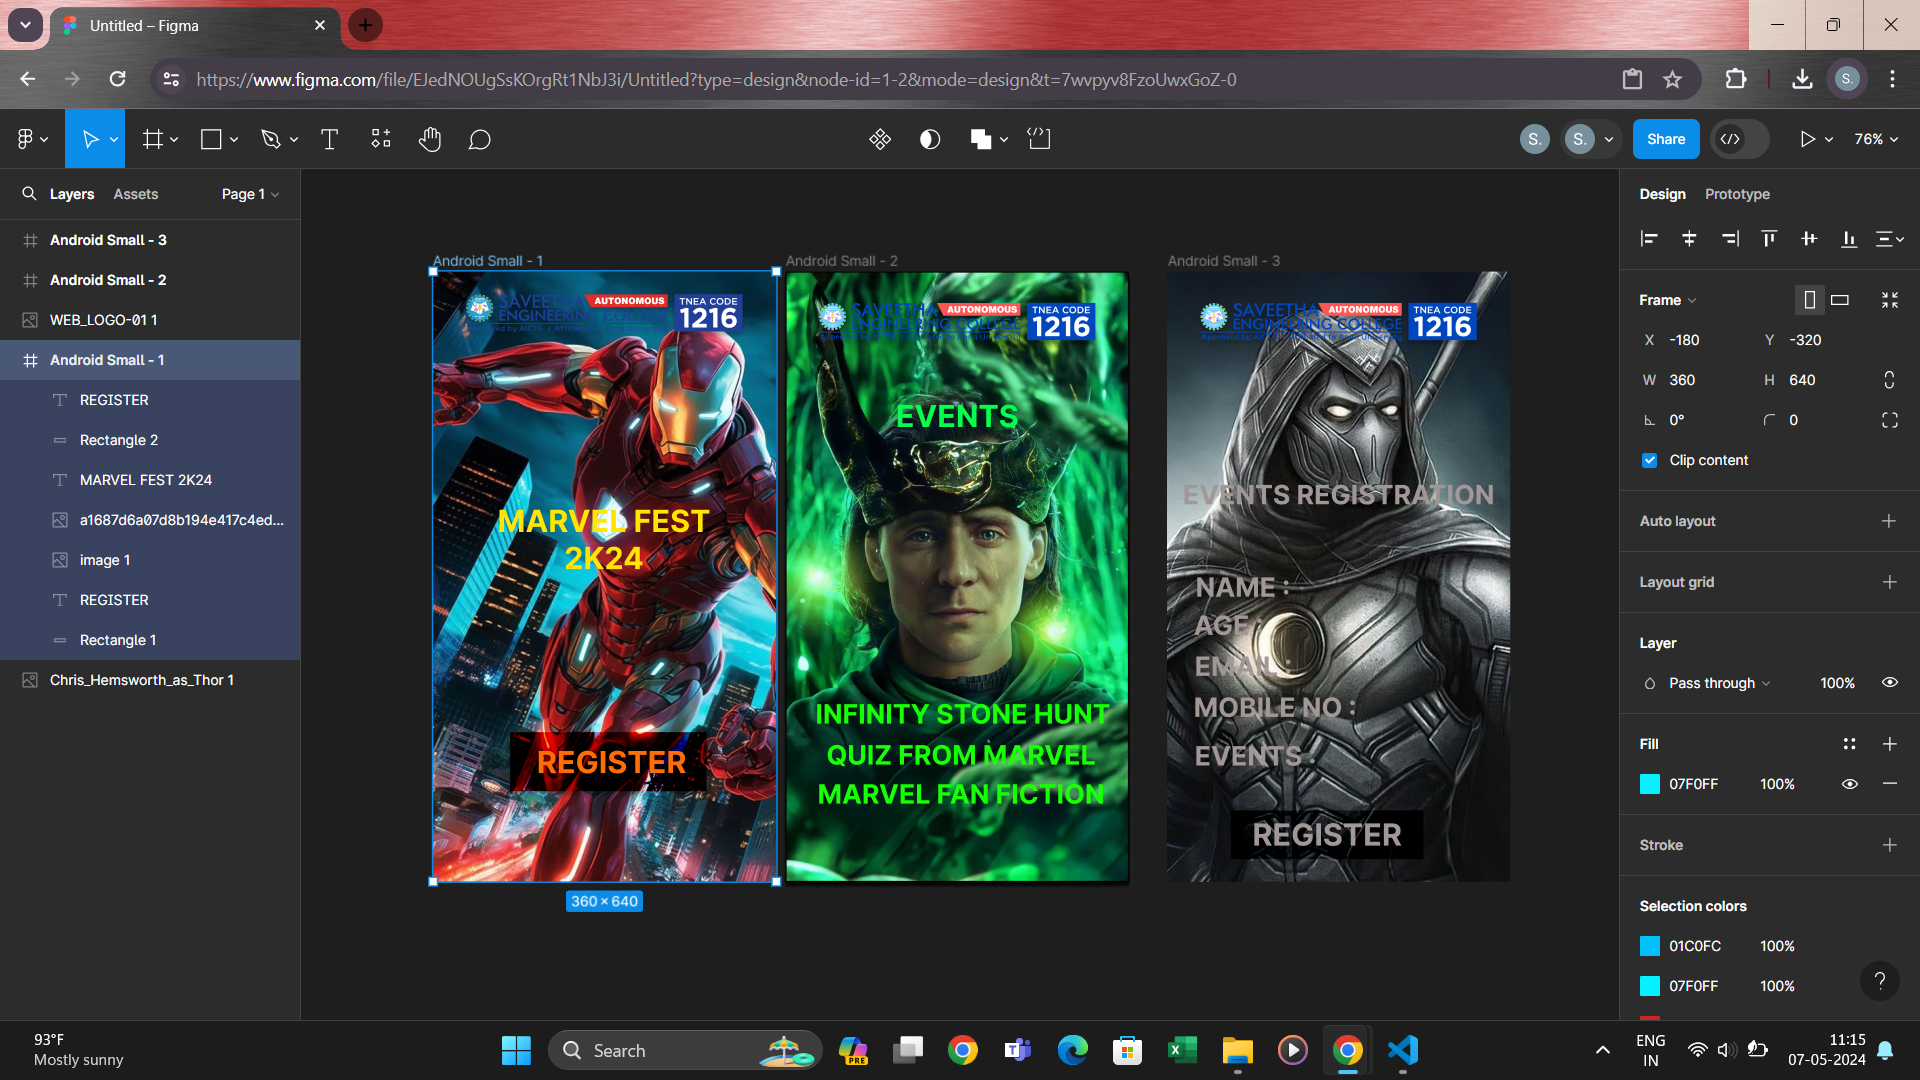 Untitled – Figma
https://www.figma.com/file/EJedNOUgSsKOrgRt1NbJ3i/Untitled?type=design&node-id=1-2&mode=design&t=7wvpyv8FzoUwxGoZ-0
S.
S.
S.
Share
76%
Layers
Assets
Page 1
Android Small - 3
Android Small - 2
WEB_LOGO-01 1
Android Small - 1
REGISTER
Rectangle 2
MARVEL FEST 2K24
a1687d6a07d8b194e417c4ed...
image 1
REGISTER
Rectangle 1
Chris_Hemsworth_as_Thor 1
Android Small - 1
SAVEETHA
AUTONOMOUS
ENGINEERING COLLEGE
TNEA CODE
1216
MARVEL FEST
2K24
REGISTER
360 × 640
Android Small - 2
SAVEETHA
AUTONOMOUS
ENGINEERING COLLEGE
TNEA CODE
1216
EVENTS
INFINITY STONE HUNT
QUIZ FROM MARVEL
MARVEL FAN FICTION
Android Small - 3
SAVEETHA
AUTONOMOUS
ENGINEERING COLLEGE
TNEA CODE
1216
EVENTS REGISTRATION
NAME :
AGE :
EMAIL :
MOBILE NO :
EVENTS :
REGISTER
Design
Prototype
Frame
X -180 Y -320
W 360 H 640
0° 0
Clip content
Auto layout
Layout grid
Layer
Pass through 100%
Fill
07F0FF 100%
Stroke
Selection colors
01C0FC 100%
07F0FF 100%
?
93°F
Mostly sunny
Search
PRE
ENG
IN
11:15
07-05-2024